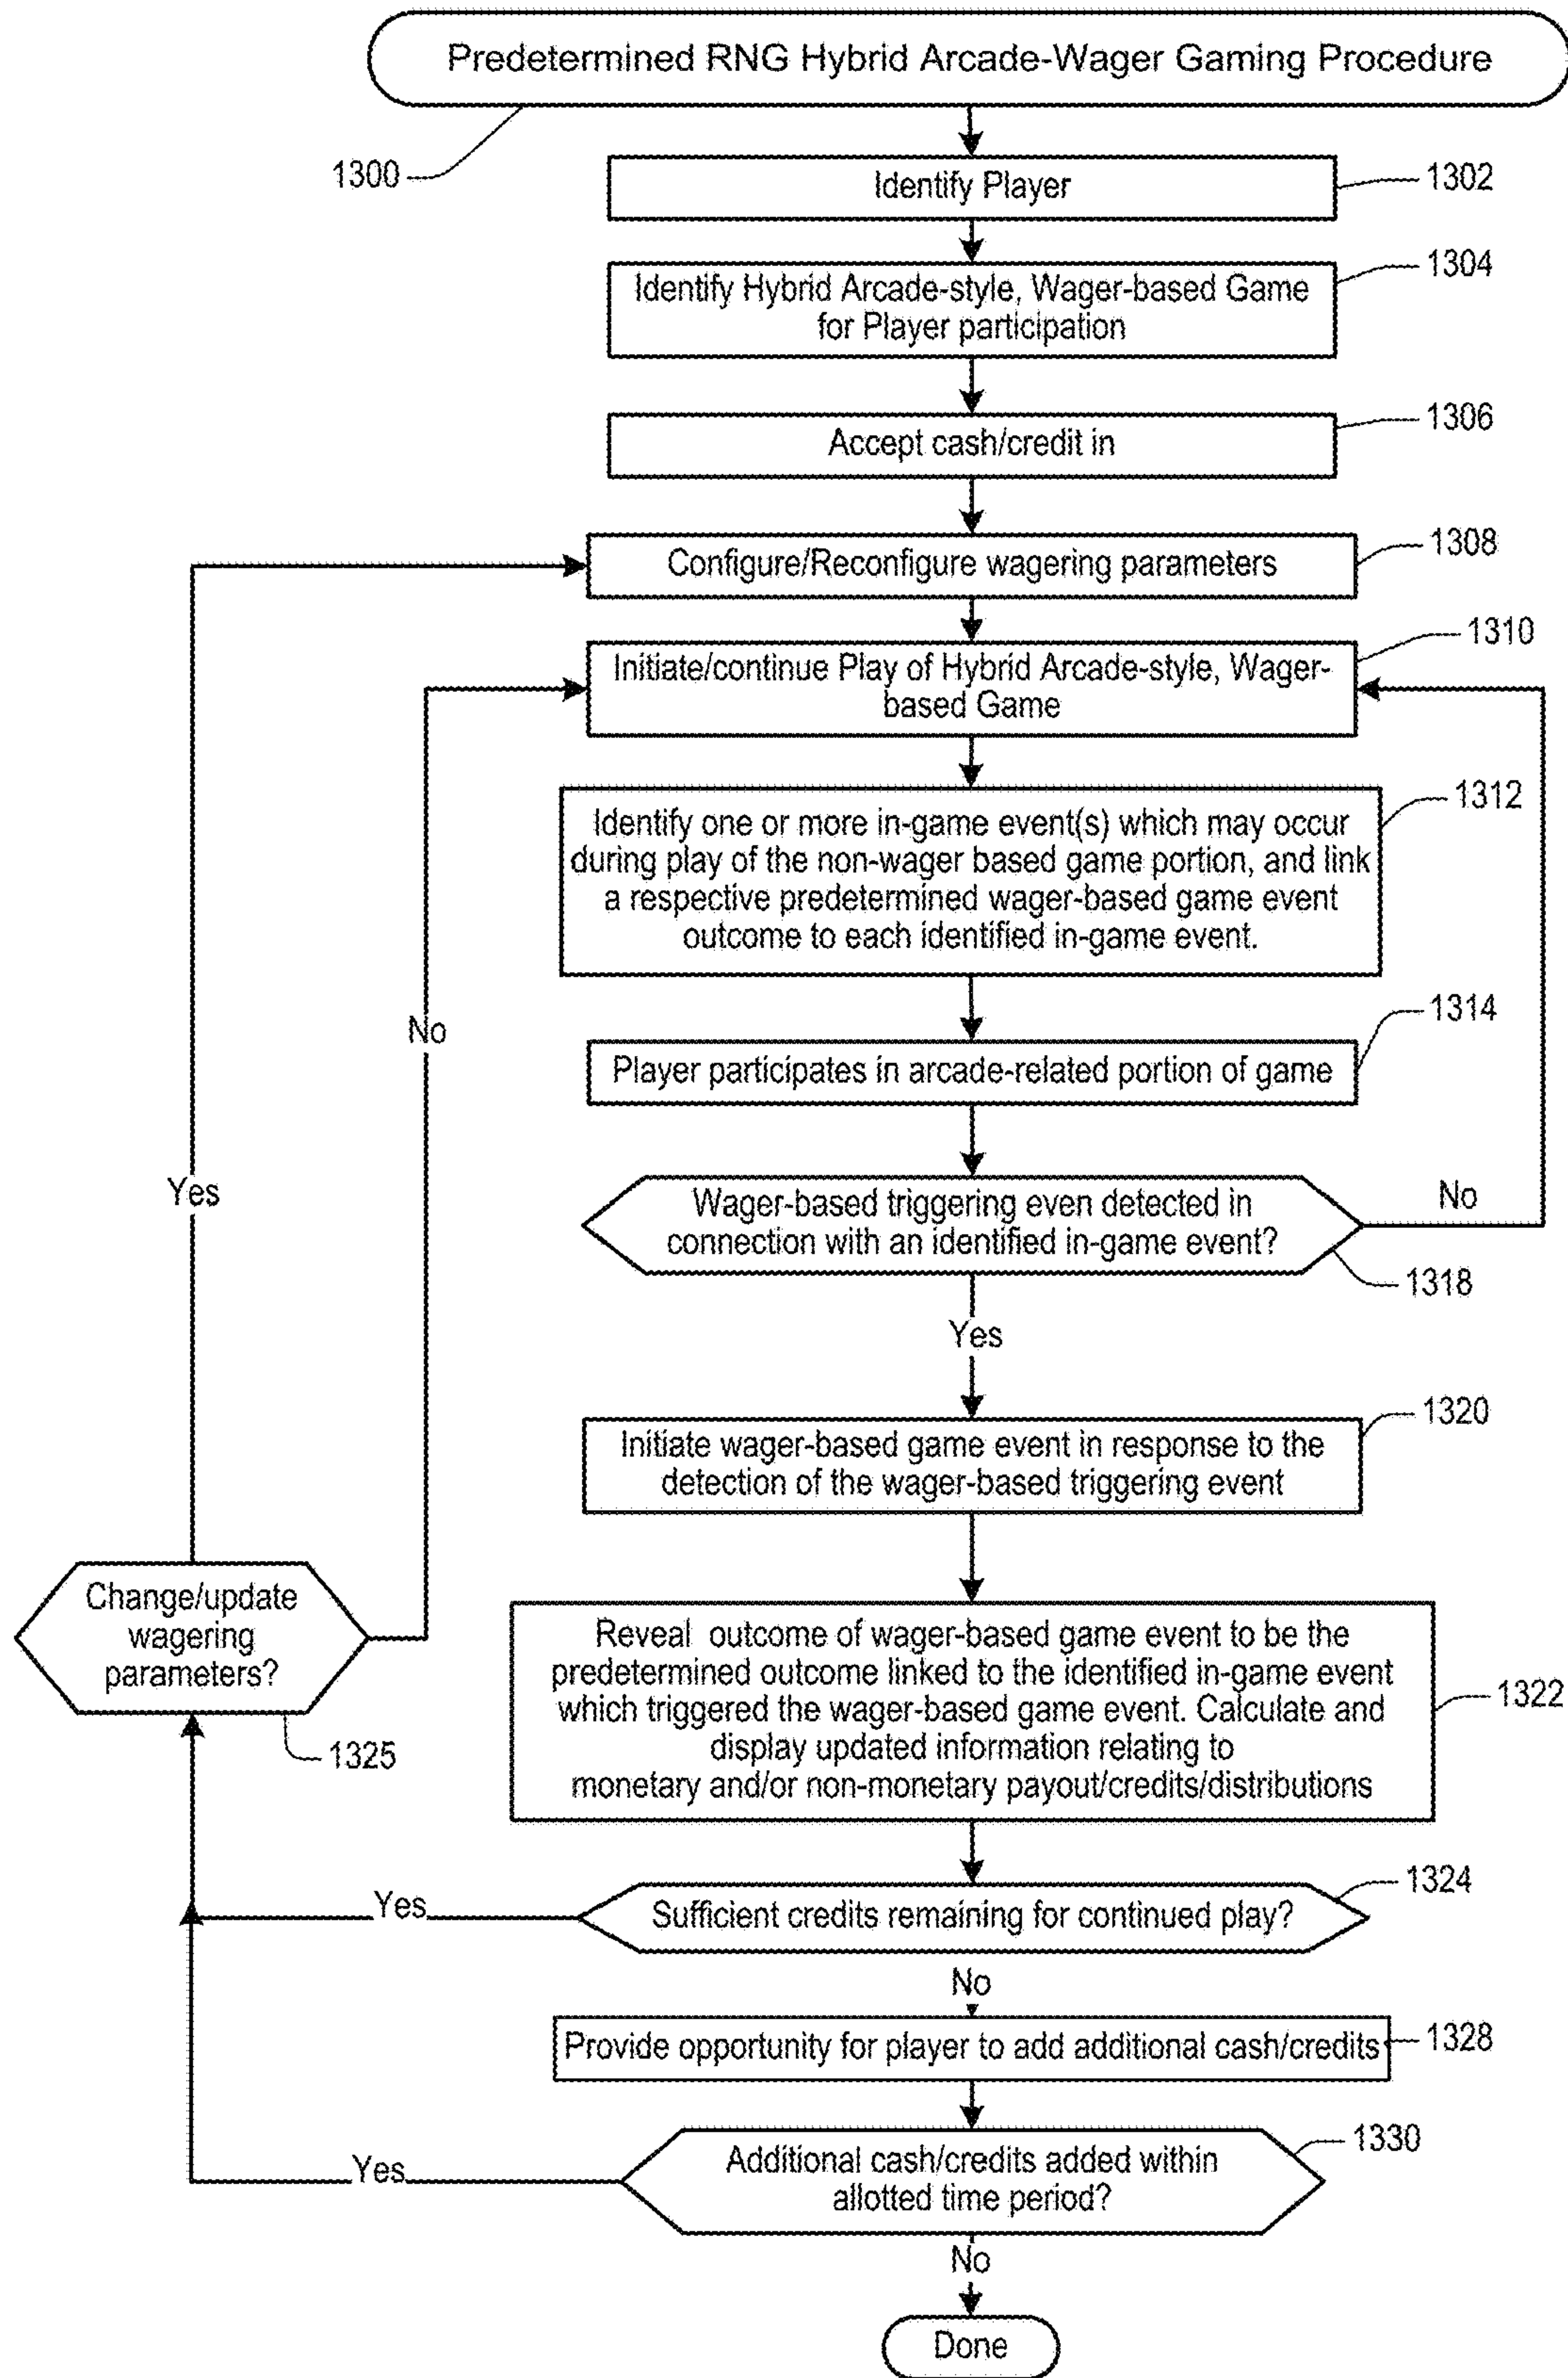 Predetermined RNG Hybrid Arcade-Wager Gaming Procedure
1300
Identify Player
1302
Identify Hybrid Arcade-style, Wager-based Game
for Player participation
1304
Accept cash/credit in
1306
Configure/Reconfigure wagering parameters
1308
Initiate/continue Play of Hybrid Arcade-style, Wager-
based Game
1310
Identify one or more in-game event(s) which may occur
during play of the non-wager based game portion, and link
a respective predetermined wager-based game event
outcome to each identified in-game event.
1312
No
Player participates in arcade-related portion of game
1314
Yes
Wager-based triggering even detected in
connection with an identified in-game event?
No
1318
Yes
Initiate wager-based game event in response to the
detection of the wager-based triggering event
1320
Change/update
wagering
parameters?
1325
Reveal outcome of wager-based game event to be the
predetermined outcome linked to the identified in-game event
which triggered the wager-based game event. Calculate and
display updated information relating to
monetary and/or non-monetary payout/credits/distributions
1322
Yes
Sufficient credits remaining for continued play?
1324
No
Provide opportunity for player to add additional cash/credits
1328
Yes
Additional cash/credits added within
allotted time period?
1330
No
Done